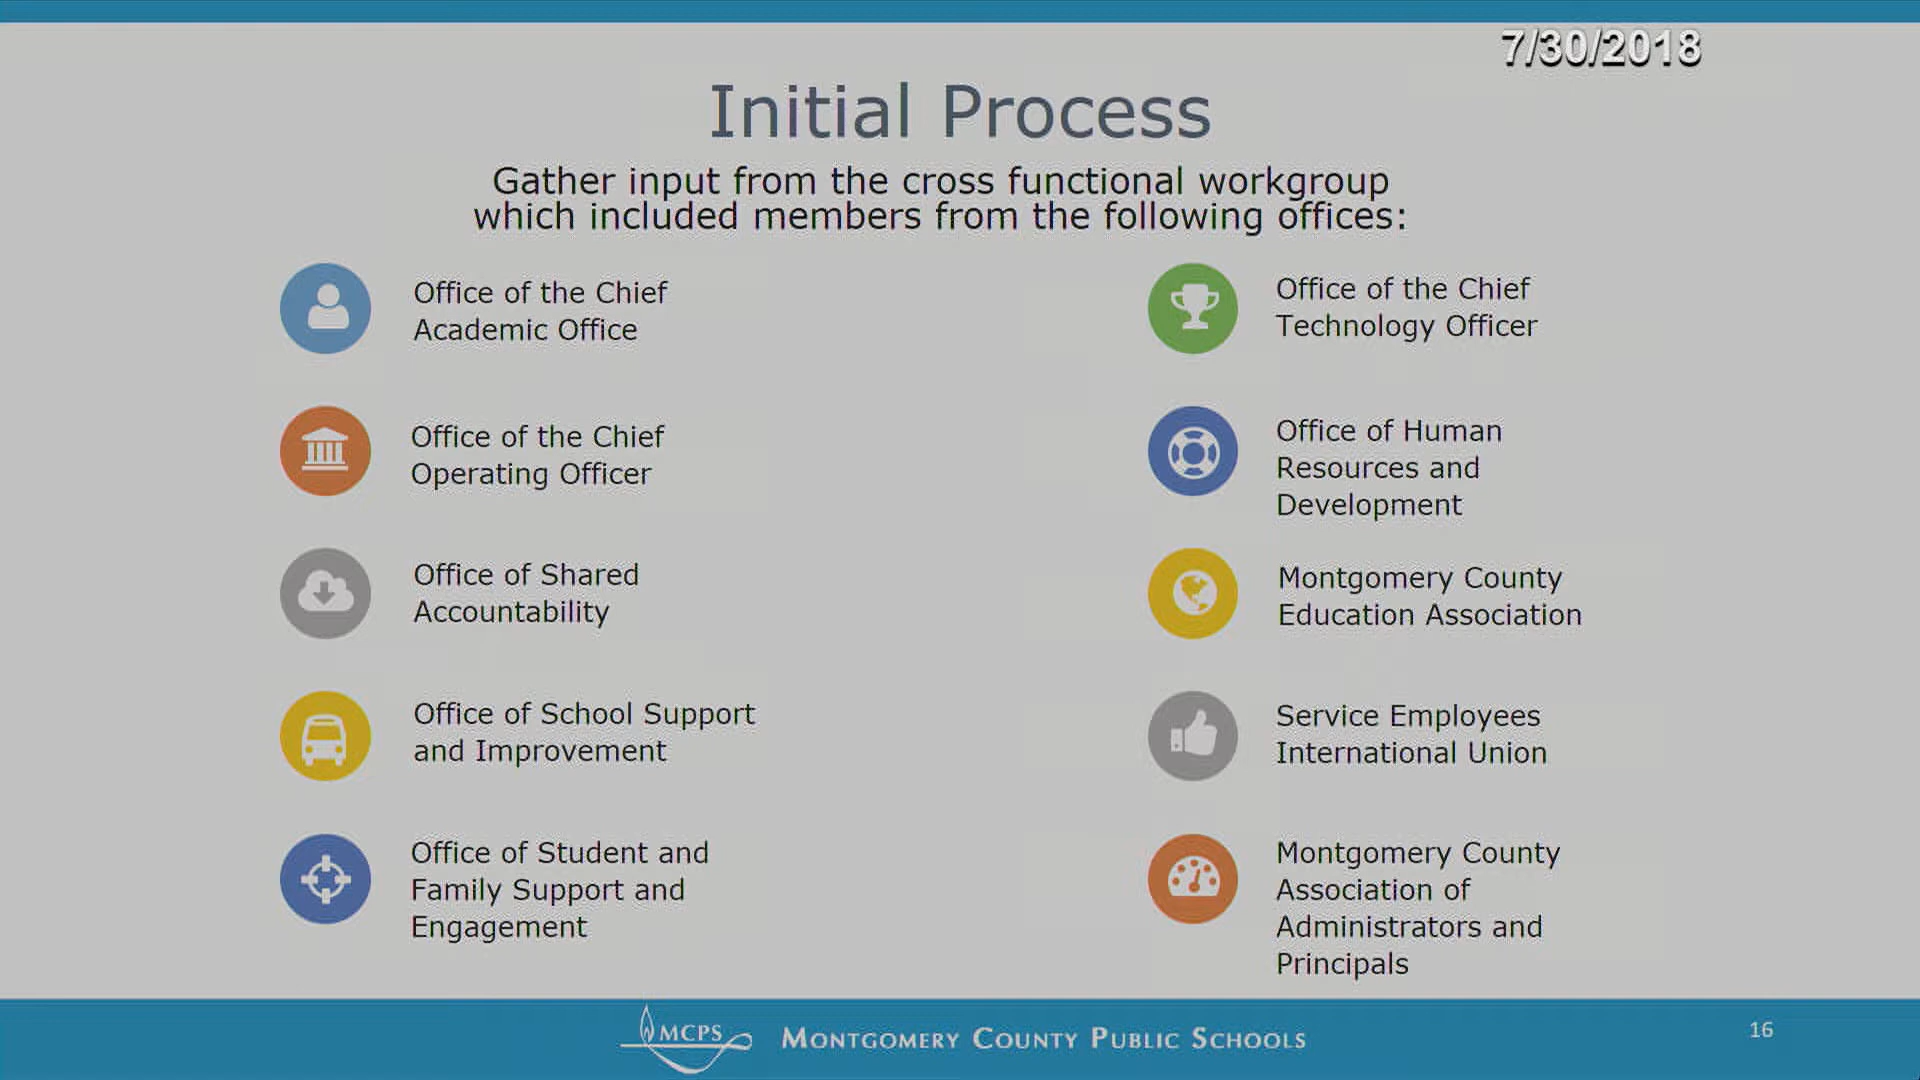 7/30/2018
Initial Process
Gather input from the cross functional workgroup
which included members from the following offices:
Office of the Chief
Academic Office
Office of the Chief
Operating Officer
Office of Shared
Accountability
Office of School Support
and Improvement
Office of Student and
Family Support and
Engagement
Office of the Chief
Technology Officer
Office of Human
Resources and
Development
Montgomery County
Education Association
Service Employees
International Union
Montgomery County
Association of
Administrators and
Principals
MCPS
MONTGOMERY COUNTY PUBLIC SCHOOLS
16